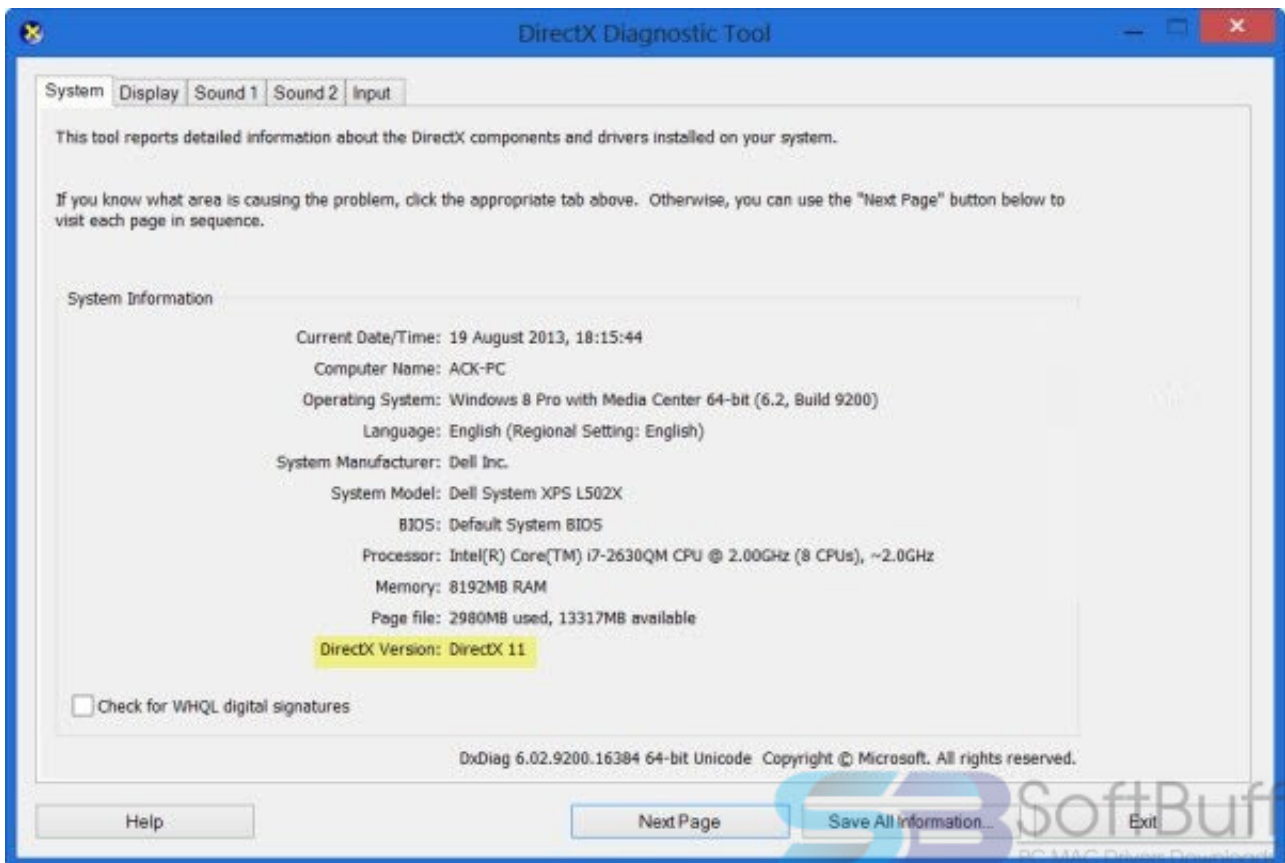 DirectX Diagnostic Tool
System Display Sound 1 Sound 2 Input
This tool reports detailed information about the DirectX components and drivers installed on your system.
If you know what area is causing the problem, click the appropriate tab above. Otherwise, you can use the "Next Page" button below to
visit each page in sequence.
System Information
Current Date/Time: 19 August 2013, 18:15:44
Computer Name: ACK-PC
Operating System: Windows 8 Pro with Media Center 64-bit (6.2, Build 9200)
Language: English (Regional Setting: English)
System Manufacturer: Dell Inc.
System Model: Dell System XPS L502X
BIOS: Default System BIOS
Processor: Intel(R) Core(TM) i7-2630QM CPU @ 2.00GHz (8 CPUs), ~2.0GHz
Memory: 8192MB RAM
Page file: 2980MB used, 13317MB available
DirectX Version: DirectX 11
Check for WHQL digital signatures
DxDiag 6.02.9200.16384 64-bit Unicode Copyright © Microsoft. All rights reserved.
Help Next Page Save All Information... Exit
SB SoftBuff
PC MAC Drivers Downloads